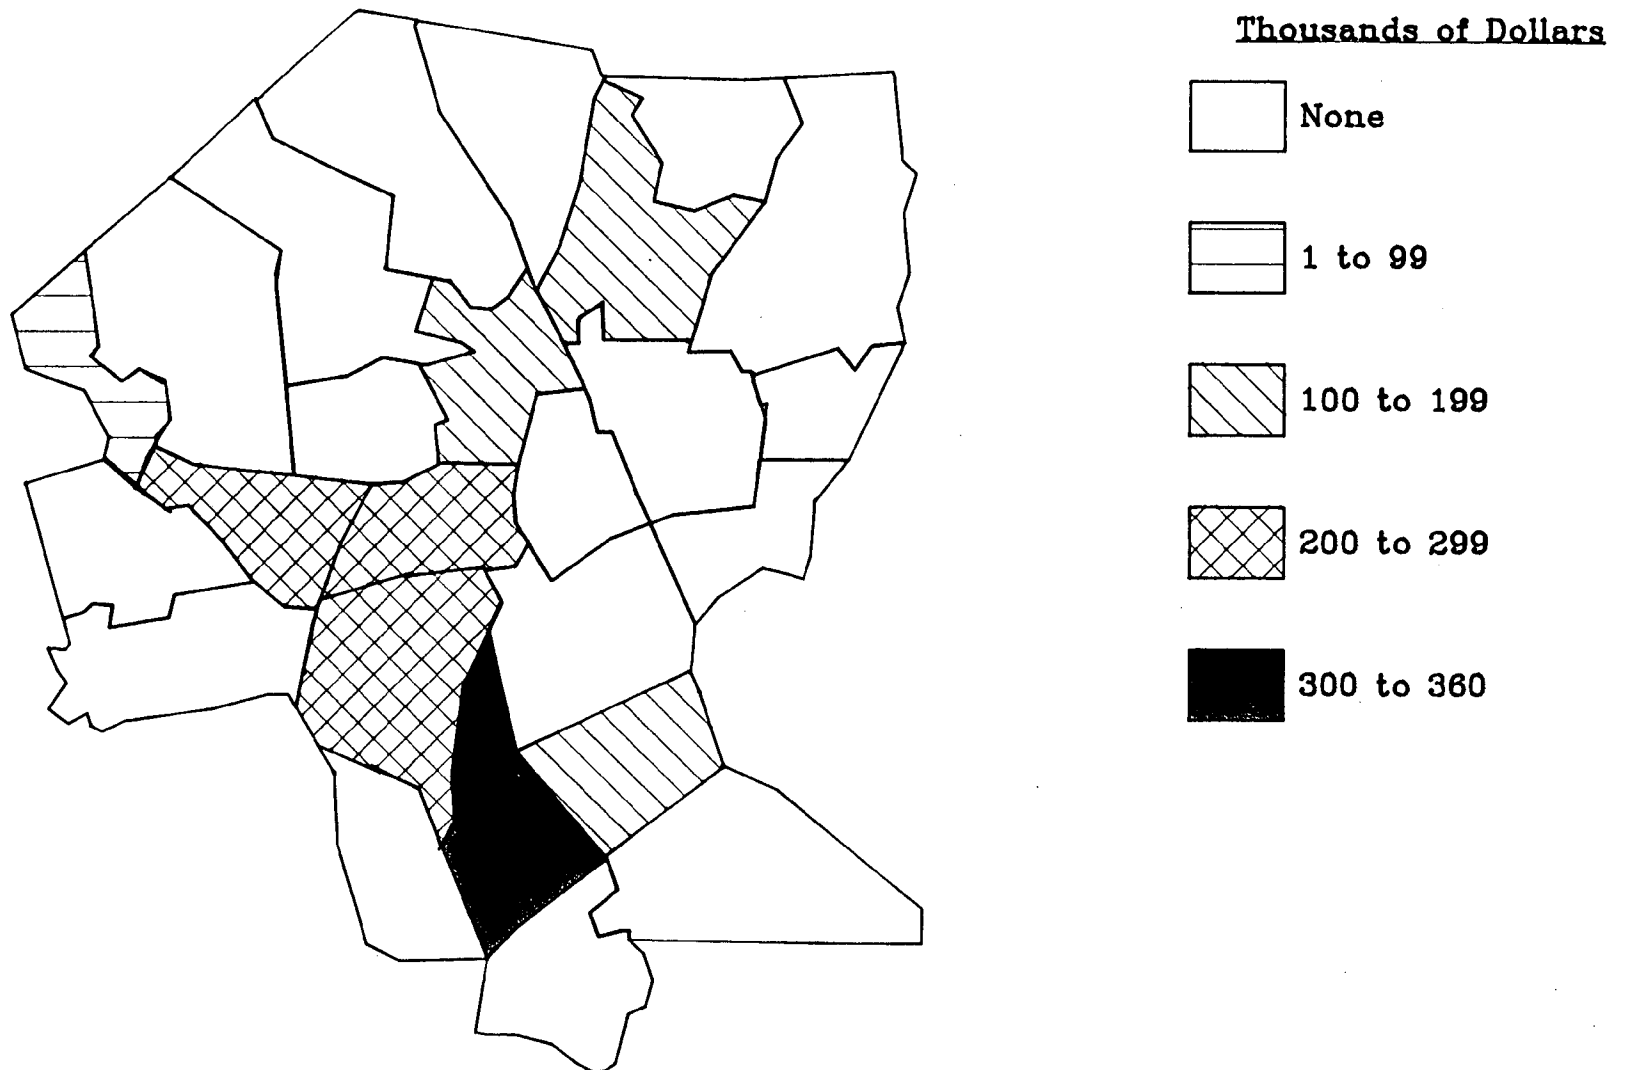 Thousands of Dollars
None
1 to 99
100 to 199
200 to 299
300 to 360